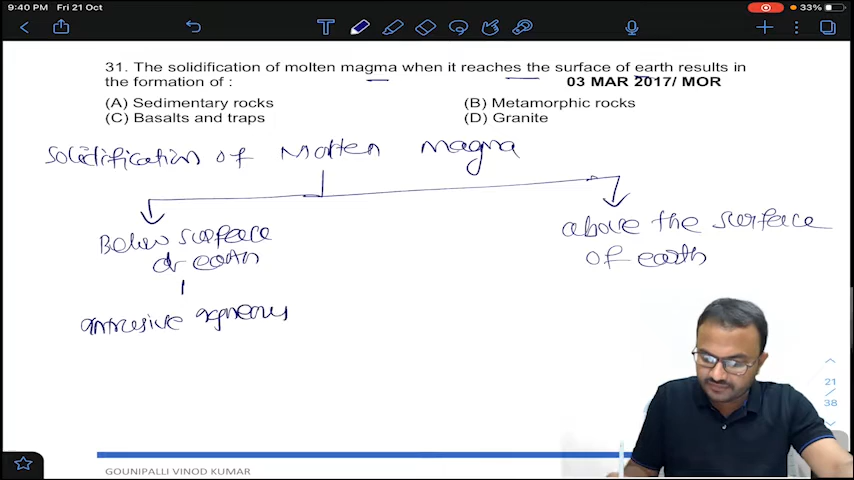 9:40 PM Fri 21 Oct
33%
31. The solidification of molten magma when it reaches the surface of earth results in
the formation of :
03 MAR 2017/ MOR
(A) Sedimentary rocks
(B) Metamorphic rocks
(C) Basalts and traps
(D) Granite
Solidification of Molten magma
Below surface
of earth
above the surface
of earth
intrusive igneous
21
38
GOUNIPALLI VINOD KUMAR